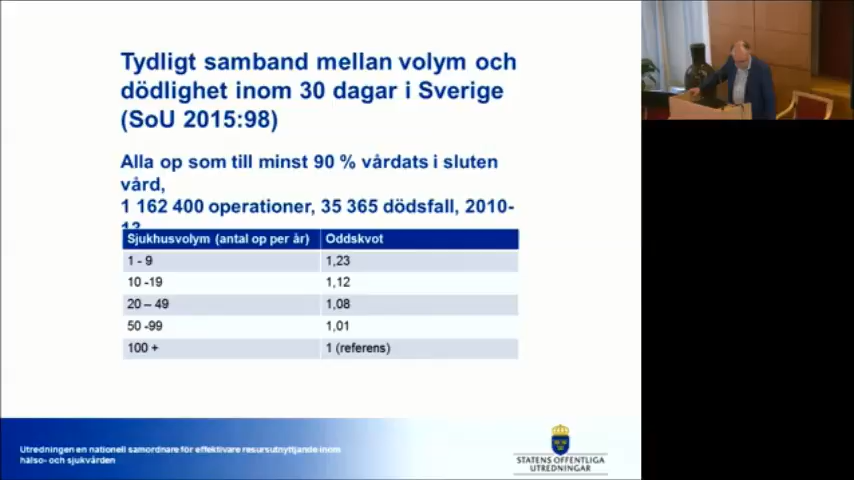 Tydligt samband mellan volym och
dödlighet inom 30 dagar i Sverige
(SoU 2015:98)
Alla op som till minst 90 % vårdats i sluten
vård,
1 162 400 operationer, 35 365 dödsfall, 2010-
Sjukhusvolym (antal op per år) Oddskvot
1 - 9 1,23
10 -19 1,12
20 – 49 1,08
50 -99 1,01
100 + 1 (referens)
Utredningen en nationell samordnare för effektivare resursutnyttjande inom
hälso- och sjukvården
STATENS OFFENTLIGA
UTREDNINGAR